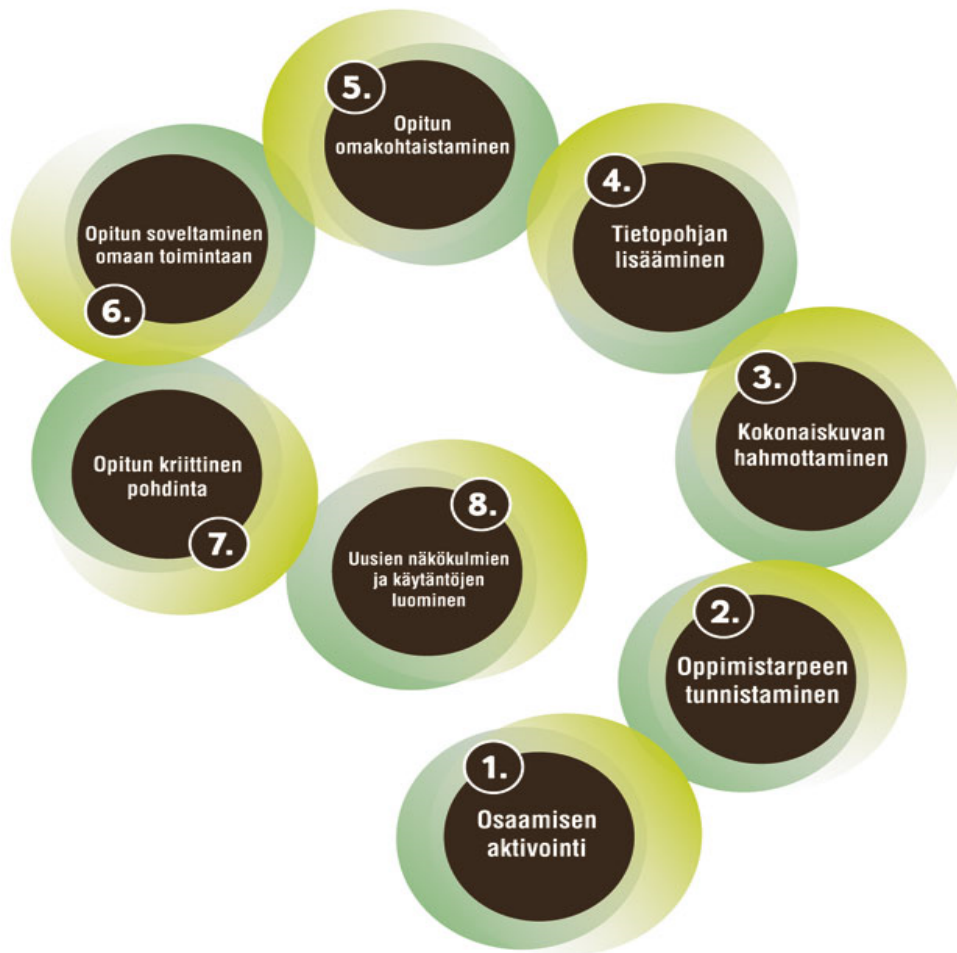 1.
Osaamisen
aktivointi
2.
Oppimistarpeen
tunnistaminen
3.
Kokonaiskuvan
hahmottaminen
4.
Tietopohjan
lisääminen
5.
Opitun
omakohtaistaminen
Opitun soveltaminen
omaan toimintaan
6.
Opitun kriittinen
pohdinta
7.
8.
Uusien näkökulmien
ja käytäntöjen
luominen